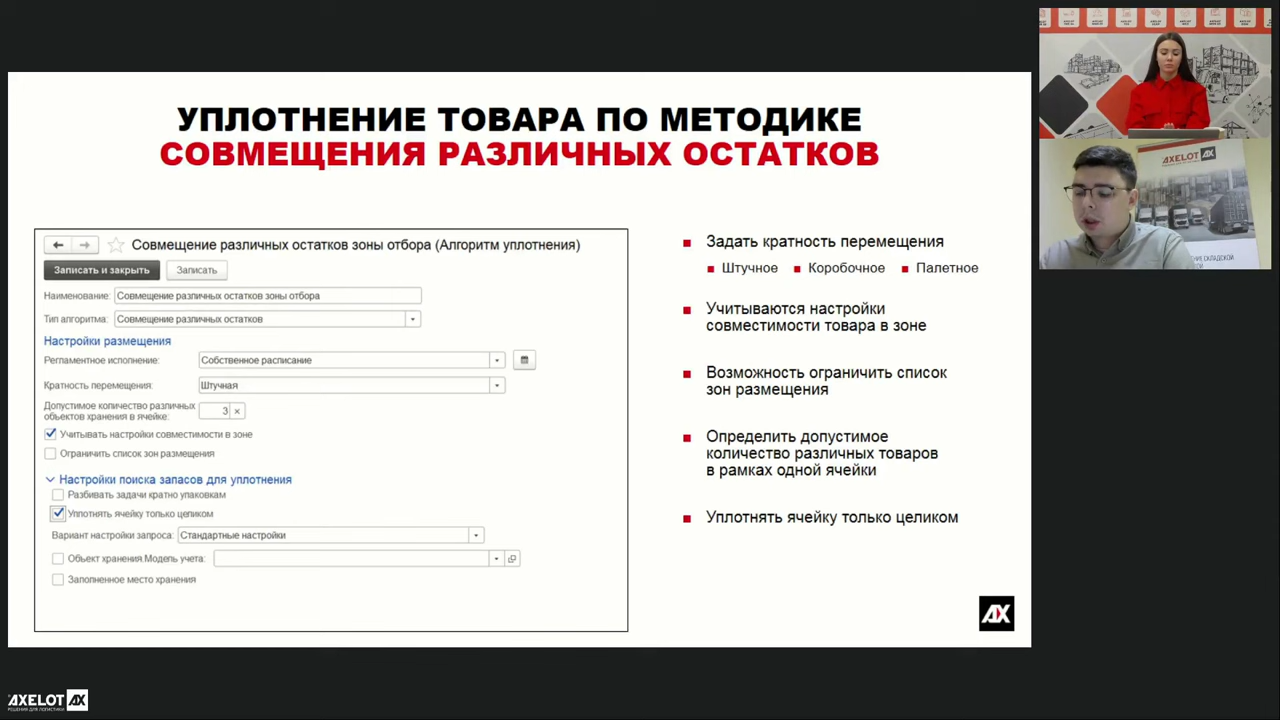 УПЛОТНЕНИЕ ТОВАРА ПО МЕТОДИКЕ
СОВМЕЩЕНИЯ РАЗЛИЧНЫХ ОСТАТКОВ
Совмещение различных остатков зоны отбора (Алгоритм уплотнения)
Записать и закрыть Записать
Наименование: Совмещение различных остатков зоны отбора
Тип алгоритма: Совмещение различных остатков
Настройки размещения
Регламентное исполнение: Собственное расписание
Кратность перемещения: Штучная
Допустимое количество различных
объектов хранения в ячейке: 3 ×
Учитывать настройки совместимости в зоне
Ограничить список зон размещения
Настройки поиска запасов для уплотнения
Разбивать задачи кратно упаковкам
Уплотнять ячейку только целиком
Вариант настройки запроса: Стандартные настройки
Объект хранения.Модель учета:
Заполненное место хранения
Задать кратность перемещения
Штучное Коробочное Палетное
Учитываются настройки
совместимости товара в зоне
Возможность ограничить список
зон размещения
Определить допустимое
количество различных товаров
в рамках одной ячейки
Уплотнять ячейку только целиком
AXELOT
AXELOT
РЕШЕНИЯ ДЛЯ ЛОГИСТИКИ